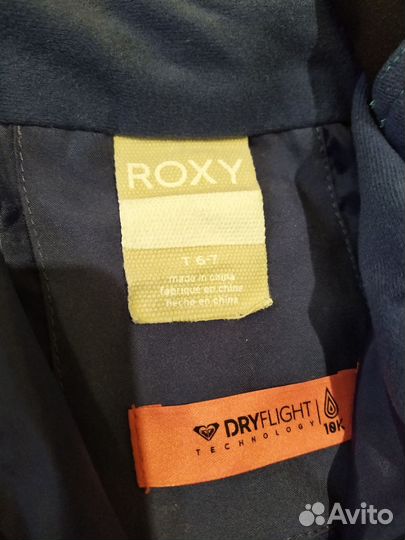 ROXY
T 6-7
made in china
fabriqué en chine
hecho en china
DRYFLIGHT
TECHNOLOGY
10K
Avito